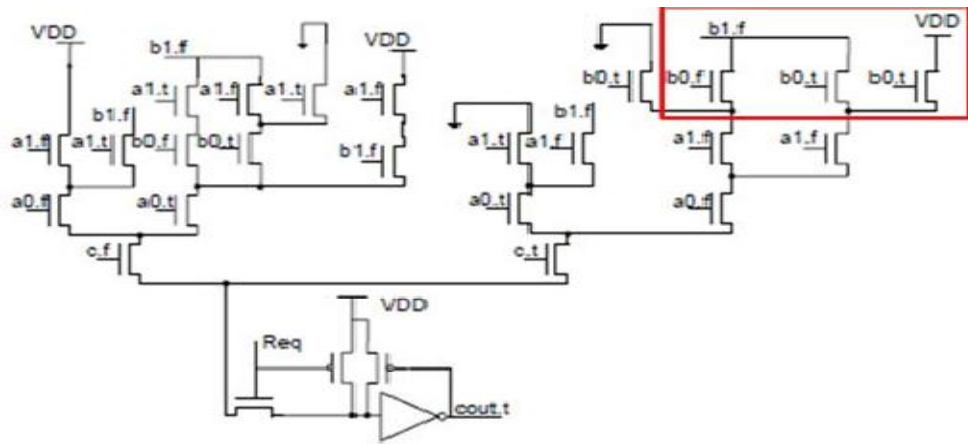 VDD
b1.f
VDD
b1.f
VDD
a1.t
a1.f
a1.t
a1.f
b0.t
b0.f
b0.t
b0.t
b1.f
b1.f
a1.f
a1.t
b0.f
b0.t
b1.f
a1.t
a1.f
a1.f
a1.f
a0.f
a0.t
a0.t
a0.f
c.f
c.t
VDD
Req
cout.t